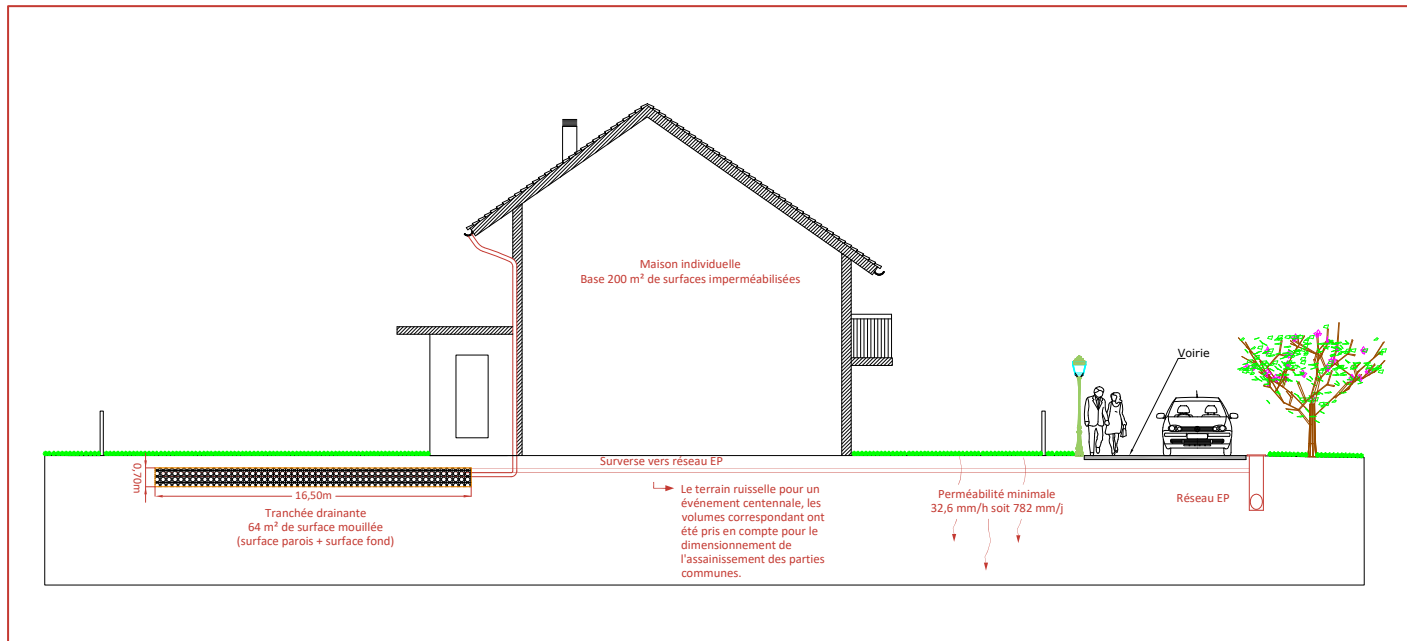 Maison individuelle
Base 200 m² de surfaces imperméabilisées
Voirie
Surverse vers réseau EP
0,70m
16,50m
Tranchée drainante
64 m² de surface mouillée
(surface parois + surface fond)
Le terrain ruisselle pour un
événement centennale, les
volumes correspondant ont
été pris en compte pour le
dimensionnement de
l'assainissement des parties
communes.
Perméabilité minimale
32,6 mm/h soit 782 mm/j
Réseau EP